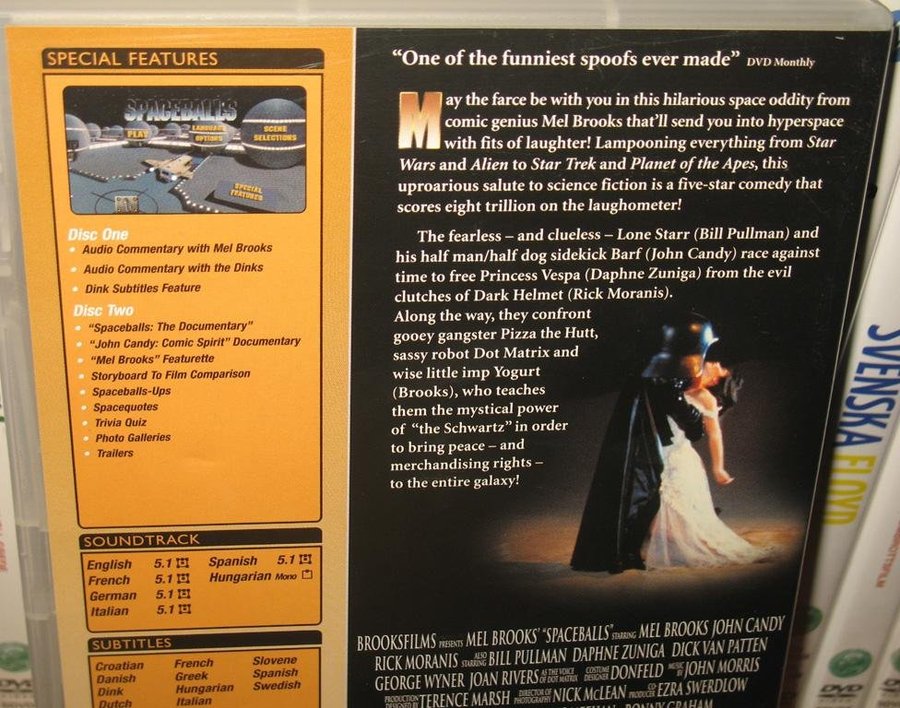 SPECIAL FEATURES
SPACEBALLS
PLAY
LANGUAGE OPTIONS
SCENE SELECTIONS
SPECIAL FEATURES
Disc One
• Audio Commentary with Mel Brooks
• Audio Commentary with the Dinks
• Dink Subtitles Feature
Disc Two
• “Spaceballs: The Documentary”
• “John Candy: Comic Spirit” Documentary
• “Mel Brooks” Featurette
• Storyboard To Film Comparison
• Spaceballs-Ups
• Spacequotes
• Trivia Quiz
• Photo Galleries
• Trailers
SOUNDTRACK
English 5.1
French 5.1
German 5.1
Italian 5.1
Spanish 5.1
Hungarian Mono
SUBTITLES
Croatian
Danish
Dink
Dutch
French
Greek
Hungarian
Italian
Slovene
Spanish
Swedish
“One of the funniest spoofs ever made” DVD Monthly
May the farce be with you in this hilarious space oddity from
comic genius Mel Brooks that’ll send you into hyperspace
with fits of laughter! Lampooning everything from Star
Wars and Alien to Star Trek and Planet of the Apes, this
uproarious salute to science fiction is a five-star comedy that
scores eight trillion on the laughometer!
The fearless – and clueless – Lone Starr (Bill Pullman) and
his half man/half dog sidekick Barf (John Candy) race against
time to free Princess Vespa (Daphne Zuniga) from the evil
clutches of Dark Helmet (Rick Moranis).
Along the way, they confront
gooey gangster Pizza the Hutt,
sassy robot Dot Matrix and
wise little imp Yogurt
(Brooks), who teaches
them the mystical power
of “the Schwartz” in order
to bring peace – and
merchandising rights –
to the entire galaxy!
BROOKSFILMS PRESENTS MEL BROOKS’ “SPACEBALLS” STARRING MEL BROOKS JOHN CANDY
RICK MORANIS ALSO STARRING BILL PULLMAN DAPHNE ZUNIGA DICK VAN PATTEN
GEORGE WYNER JOAN RIVERS AS THE VOICE OF DOT MATRIX COSTUME DESIGNER DONFELD MUSIC BY JOHN MORRIS
PRODUCTION DESIGNED BY TERENCE MARSH DIRECTOR OF PHOTOGRAPHY NICK McLEAN CO PRODUCER EZRA SWERDLOW
RONNY GRAHAM
SVENSKA FLOYD
DVD
DVD